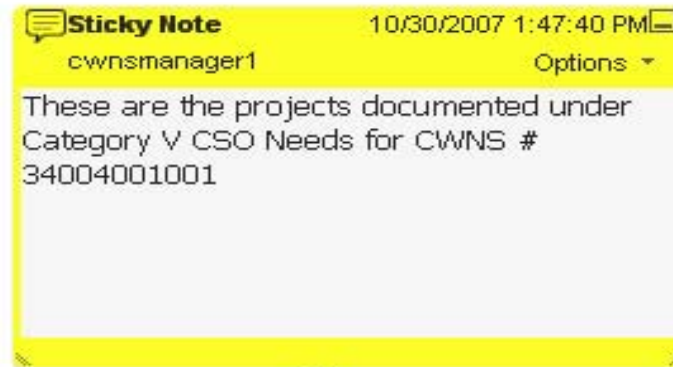 Sticky Note 10/30/2007 1:47:40 PM
cwnsmanager1 Options
These are the projects documented under
Category V CSO Needs for CWNS #
34004001001